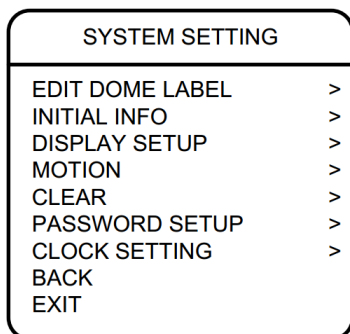 SYSTEM SETTING
EDIT DOME LABEL >
INITIAL INFO >
DISPLAY SETUP >
MOTION >
CLEAR >
PASSWORD SETUP >
CLOCK SETTING >
BACK
EXIT